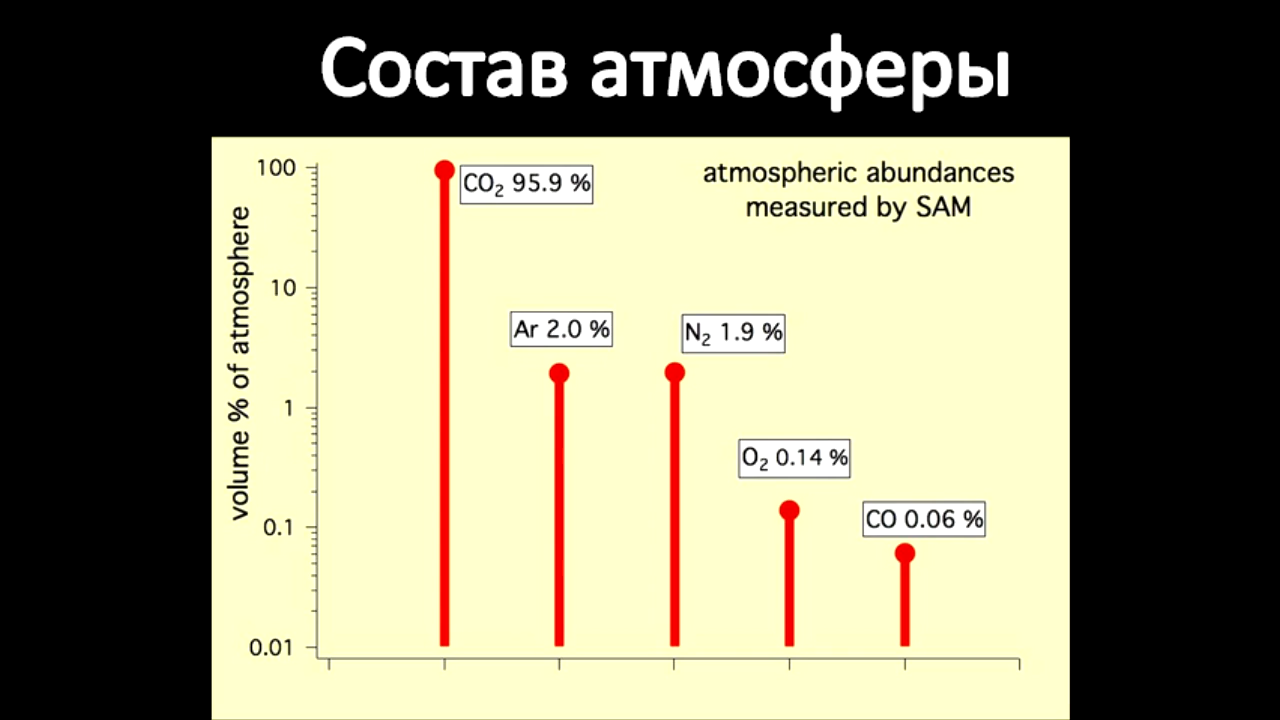 Состав атмосферы
atmospheric abundances
measured by SAM
volume % of atmosphere
100
10
1
0.1
0.01
CO₂ 95.9 %
Ar 2.0 %
N₂ 1.9 %
O₂ 0.14 %
CO 0.06 %